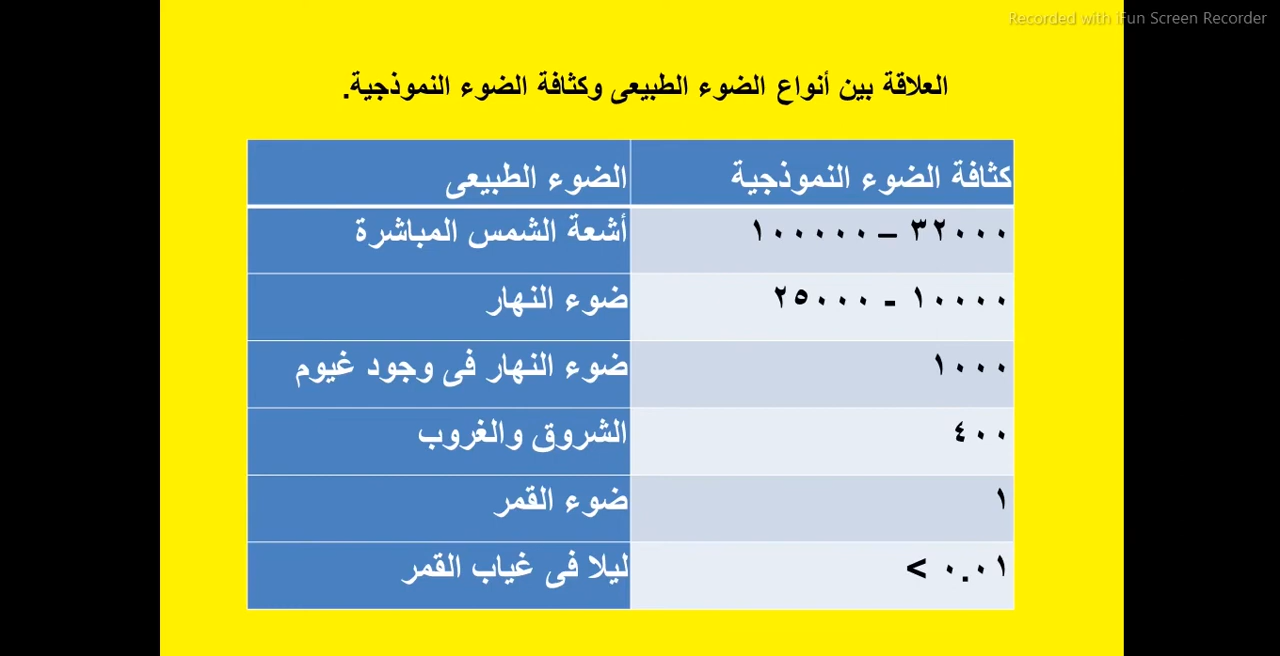 Recorded with iFun Screen Recorder
العلاقة بين أنواع الضوء الطبيعى وكثافة الضوء النموذجية.
كثافة الضوء النموذجية الضوء الطبيعى
٣٢٠٠٠ – ١٠٠٠٠٠ أشعة الشمس المباشرة
١٠٠٠٠ - ٢٥٠٠٠ ضوء النهار
١٠٠٠ ضوء النهار فى وجود غيوم
٤٠٠ الشروق والغروب
١ ضوء القمر
< ٠.٠١ ليلا فى غياب القمر